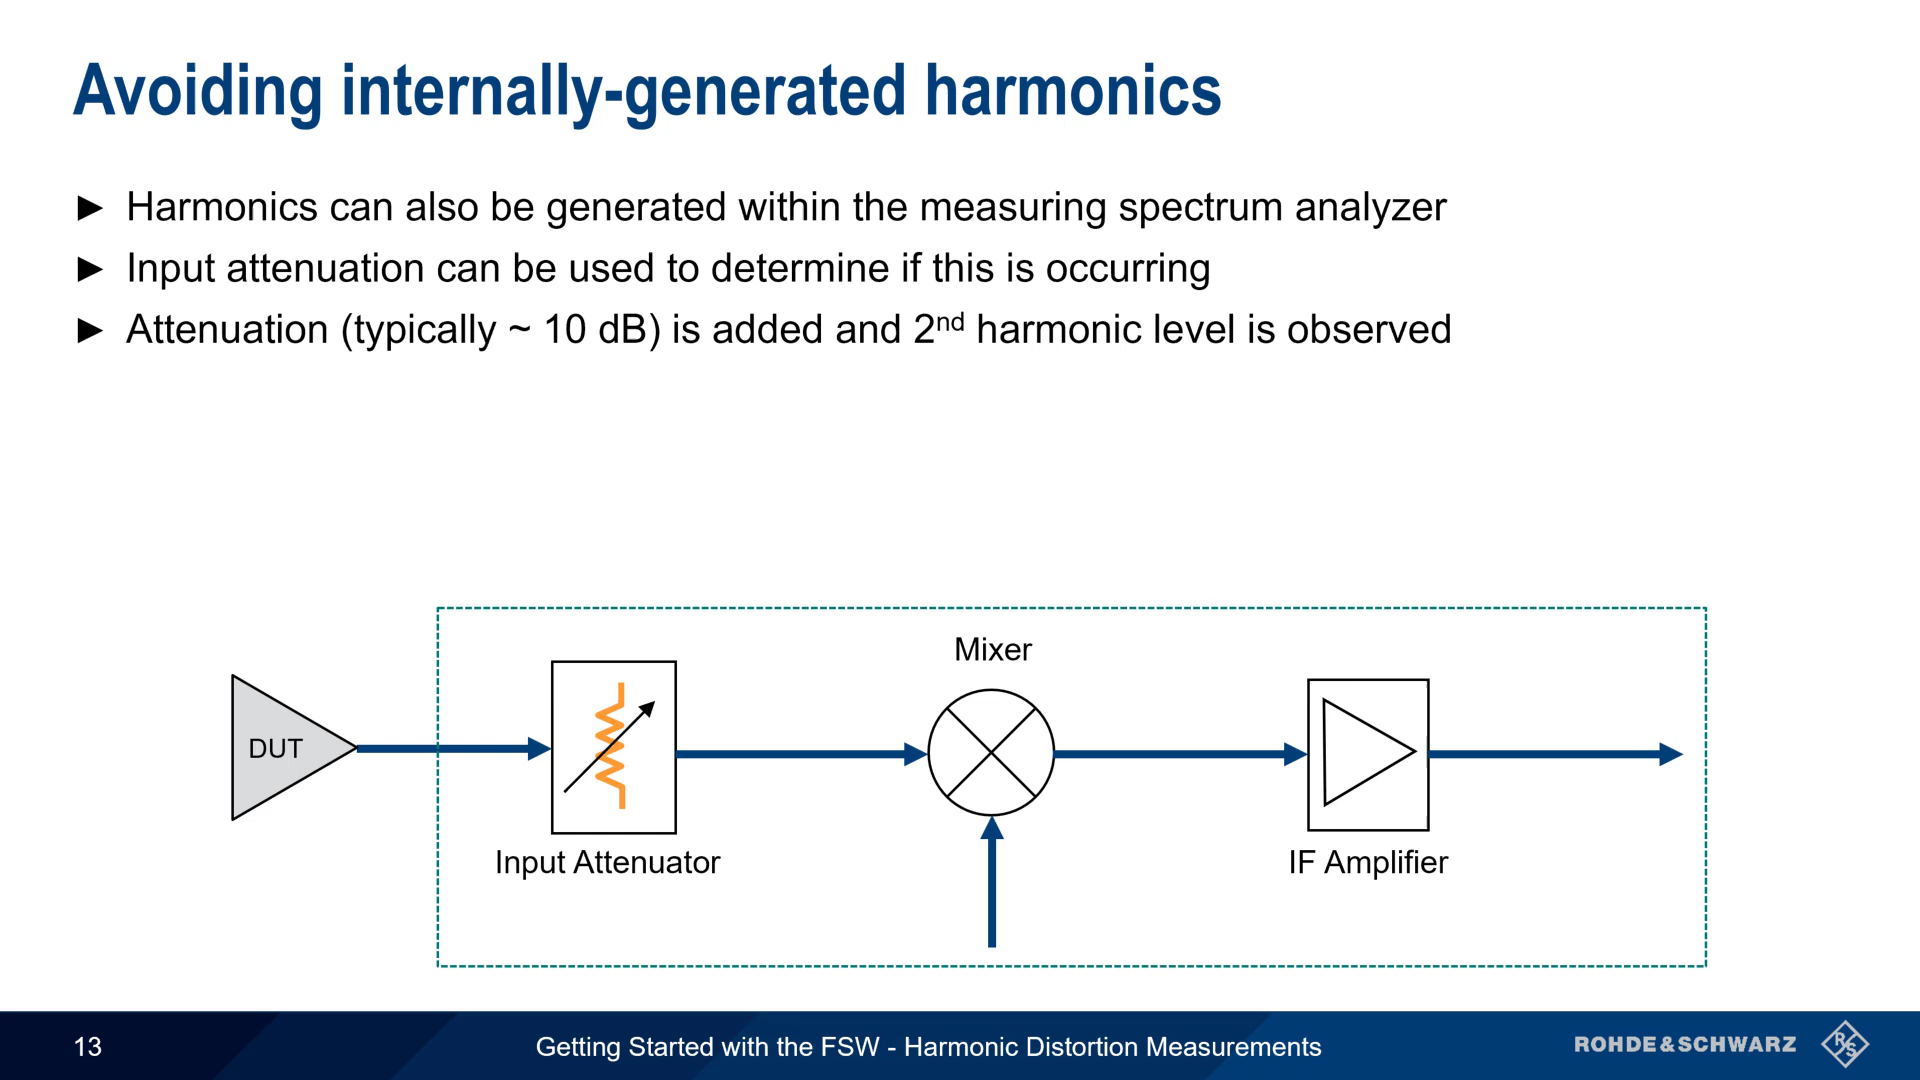 Avoiding internally-generated harmonics
► Harmonics can also be generated within the measuring spectrum analyzer
► Input attenuation can be used to determine if this is occurring
► Attenuation (typically ~ 10 dB) is added and 2nd harmonic level is observed
Mixer
DUT
Input Attenuator
IF Amplifier
13
Getting Started with the FSW - Harmonic Distortion Measurements
ROHDE&SCHWARZ
R&S